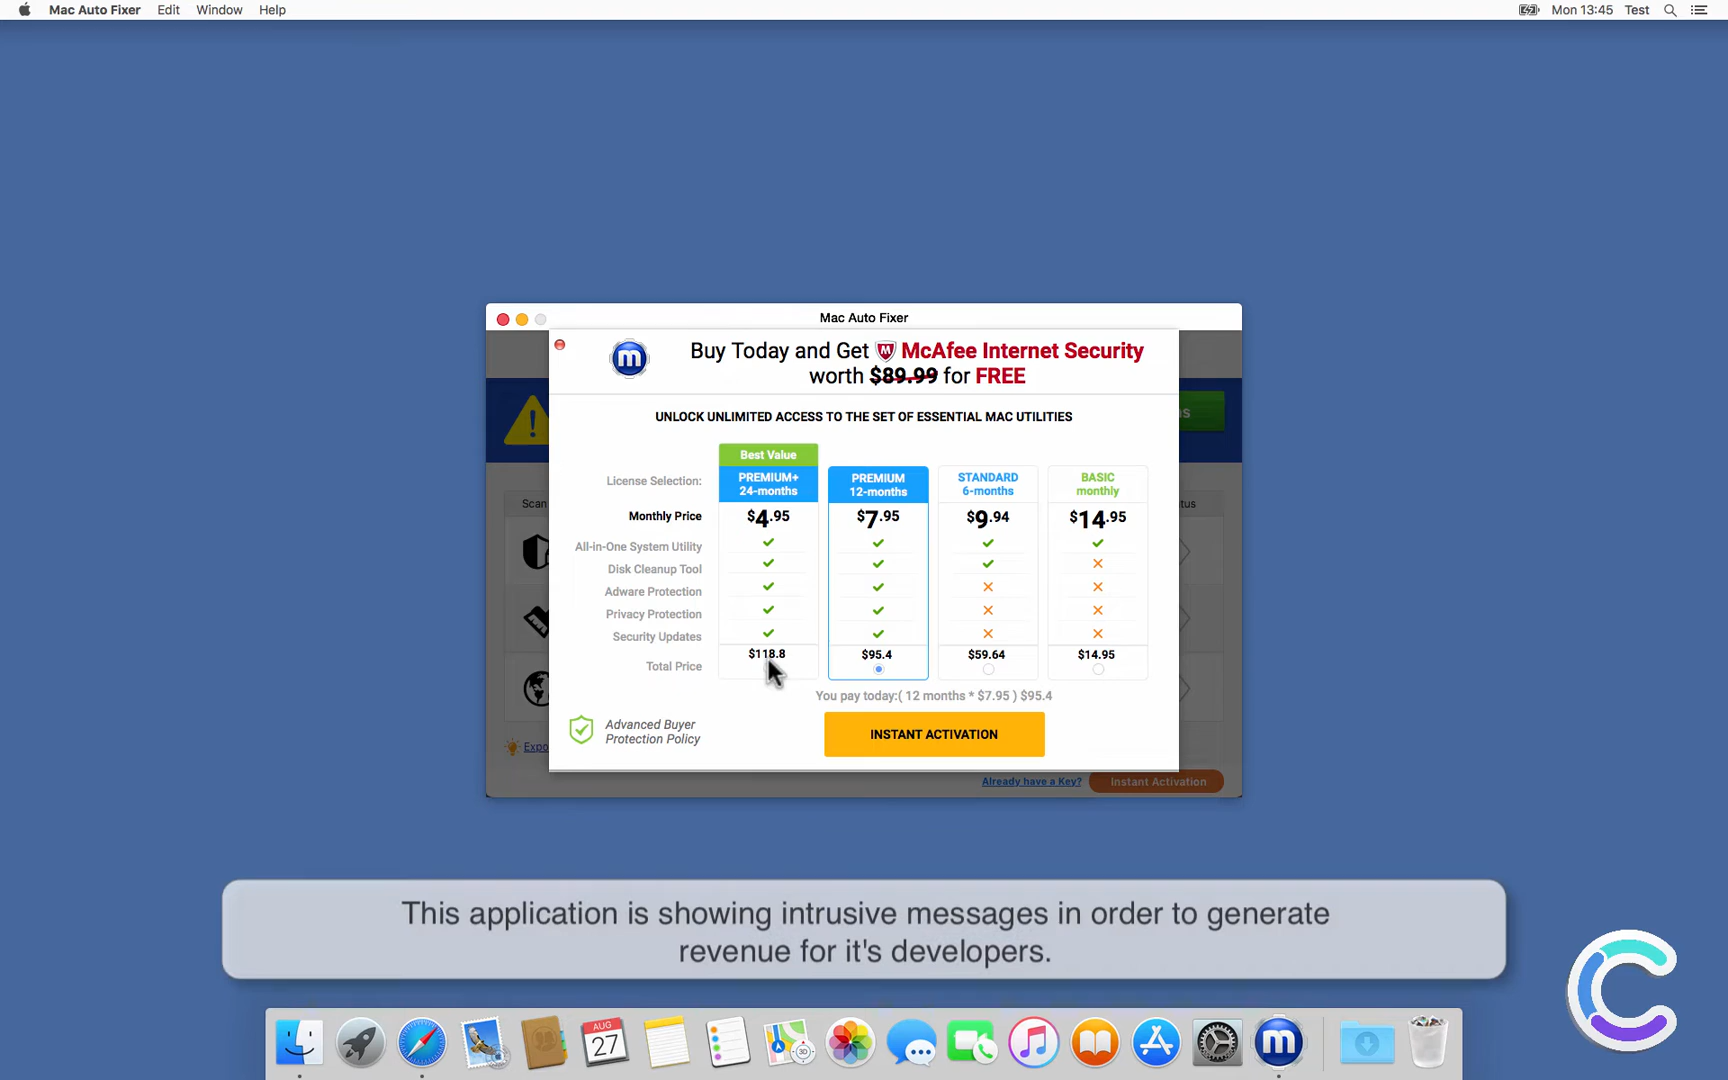 Mac Auto Fixer Edit Window Help Mon 13:45 Test
Mac Auto Fixer
Buy Today and Get McAfee Internet Security
worth $89.99 for FREE
UNLOCK UNLIMITED ACCESS TO THE SET OF ESSENTIAL MAC UTILITIES
Best Value
License Selection: PREMIUM+ 24-months PREMIUM 12-months STANDARD 6-months BASIC monthly
Scan
tus
Monthly Price $4.95 $7.95 $9.94 $14.95
All-in-One System Utility
Disk Cleanup Tool
Adware Protection
Privacy Protection
Security Updates
Total Price $118.8 $95.4 $59.64 $14.95
You pay today:( 12 months * $7.95 ) $95.4
Advanced Buyer
Protection Policy
INSTANT ACTIVATION
Expo
Already have a Key? Instant Activation
This application is showing intrusive messages in order to generate
revenue for it's developers.
AUG
27
3D